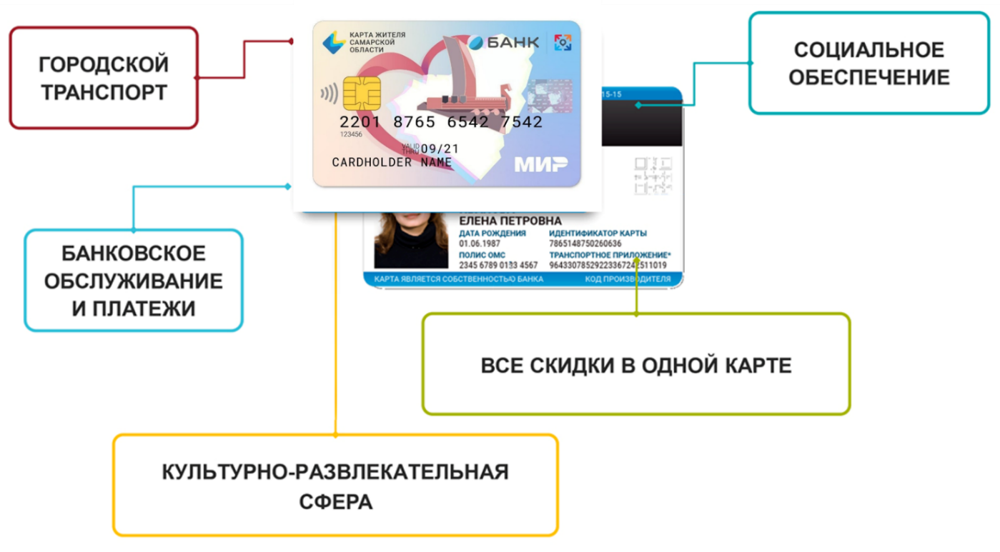 ГОРОДСКОЙ
ТРАНСПОРТ
КАРТА ЖИТЕЛЯ
САМАРСКОЙ
ОБЛАСТИ
БАНК
2201 8765 6542 7542
123456
VALID
THRU 09/21
CARDHOLDER NAME
МИР
СОЦИАЛЬНОЕ
ОБЕСПЕЧЕНИЕ
15-15
БАНКОВСКОЕ
ОБСЛУЖИВАНИЕ
И ПЛАТЕЖИ
ЕЛЕНА ПЕТРОВНА
ДАТА РОЖДЕНИЯ ИДЕНТИФИКАТОР КАРТЫ
01.06.1987 7865148750260636
ПОЛИС ОМС ТРАНСПОРТНОЕ ПРИЛОЖЕНИЕ*
2345 6789 0133 4567
КАРТА ЯВЛЯЕТСЯ СОБСТВЕННОСТЬЮ БАНКА КОД ПРОИЗВОДИТЕЛЯ
ВСЕ СКИДКИ В ОДНОЙ КАРТЕ
КУЛЬТУРНО-РАЗВЛЕКАТЕЛЬНАЯ
СФЕРА